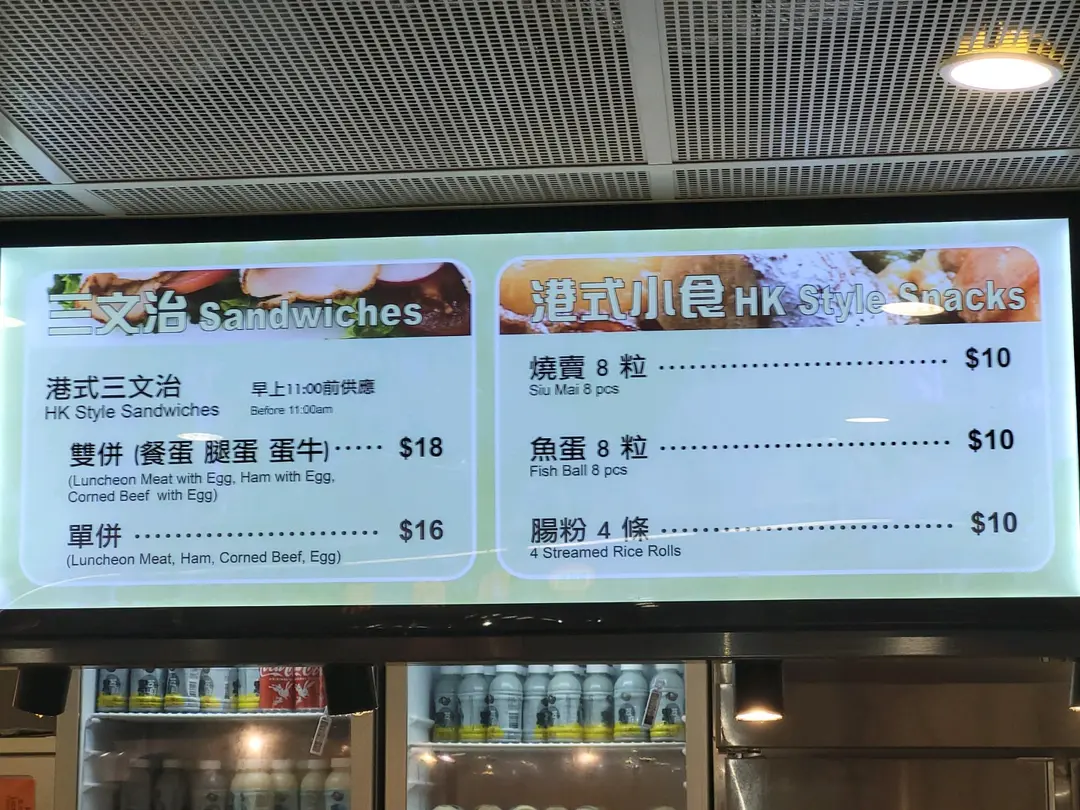 三文治 Sandwiches
港式三文治 早上11:00前供應
HK Style Sandwiches Before 11:00am
雙併 (餐蛋 腿蛋 蛋牛)····· $18
(Luncheon Meat with Egg, Ham with Egg,
Corned Beef with Egg)
單併 ························ $16
(Luncheon Meat, Ham, Corned Beef, Egg)
港式小食 HK Style Snacks
燒賣 8 粒 ····························· $10
Siu Mai 8 pcs
魚蛋 8 粒 ····························· $10
Fish Ball 8 pcs
腸粉 4 條 ····························· $10
4 Streamed Rice Rolls